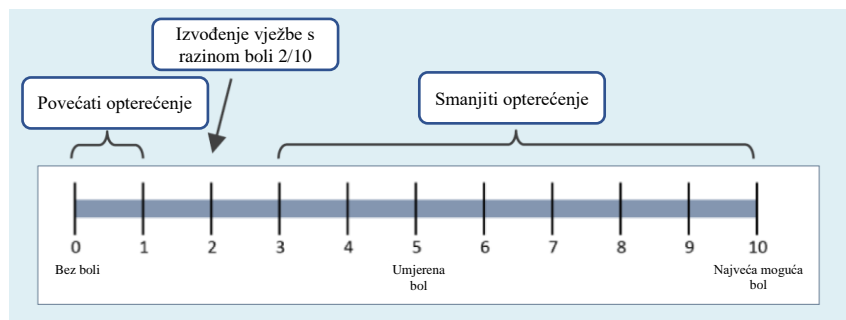 Izvođenje vježbe s
razinom boli 2/10
Povećati opterećenje
Smanjiti opterećenje
0 1 2 3 4 5 6 7 8 9 10
Bez boli
Umjerena
bol
Najveća moguća
bol